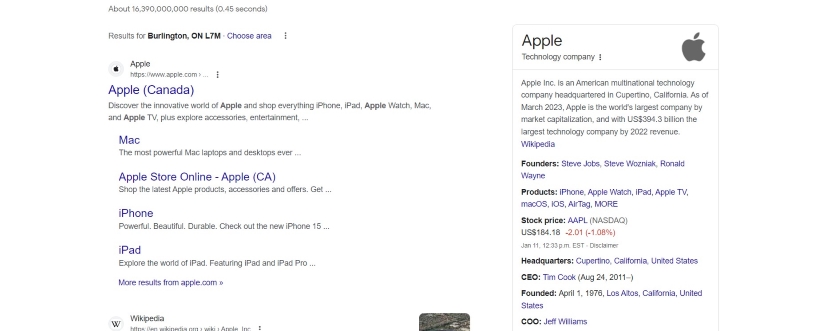 About 16,390,000,000 results (0.45 seconds)
Results for Burlington, ON L7M · Choose area
Apple
https://www.apple.com › ...
Apple (Canada)
Discover the innovative world of Apple and shop everything iPhone, iPad, Apple Watch, Mac,
and Apple TV, plus explore accessories, entertainment, ...
Mac
The most powerful Mac laptops and desktops ever ...
Apple Store Online - Apple (CA)
Shop the latest Apple products, accessories and offers. Get ...
iPhone
Powerful. Beautiful. Durable. Check out the new iPhone 15 ...
iPad
Explore the world of iPad. Featuring iPad and iPad Pro ...
More results from apple.com »
W
Wikipedia
https://en.wikipedia.org › wiki › Apple_Inc
Apple
Technology company
Apple Inc. is an American multinational technology
company headquartered in Cupertino, California. As of
March 2023, Apple is the world's largest company by
market capitalization, and with US$394.3 billion the
largest technology company by 2022 revenue.
Wikipedia
Founders: Steve Jobs, Steve Wozniak, Ronald
Wayne
Products: iPhone, Apple Watch, iPad, Apple TV,
macOS, iOS, AirTag, MORE
Stock price: AAPL (NASDAQ)
US$184.18 -2.01 (-1.08%)
Jan 11, 12:33 p.m. EST - Disclaimer
Headquarters: Cupertino, California, United States
CEO: Tim Cook (Aug 24, 2011–)
Founded: April 1, 1976, Los Altos, California, United
States
COO: Jeff Williams